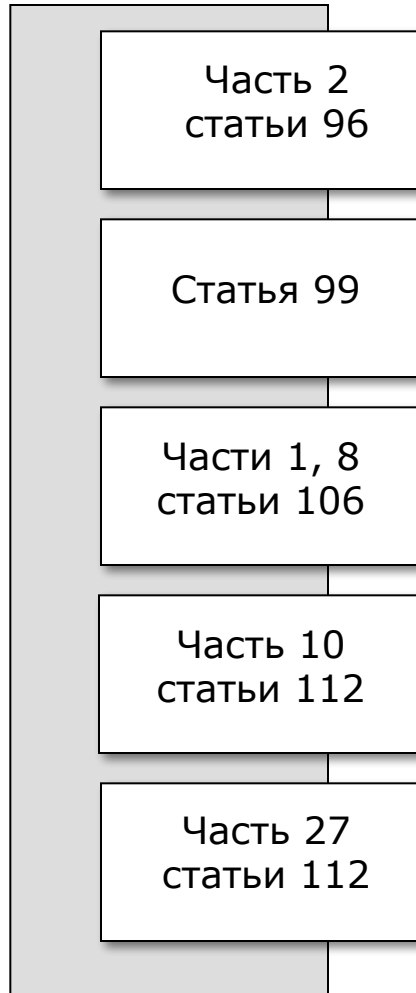 Часть 2
статьи 96
Статья 99
Части 1, 8
статьи 106
Часть 10
статьи 112
Часть 27
статьи 112